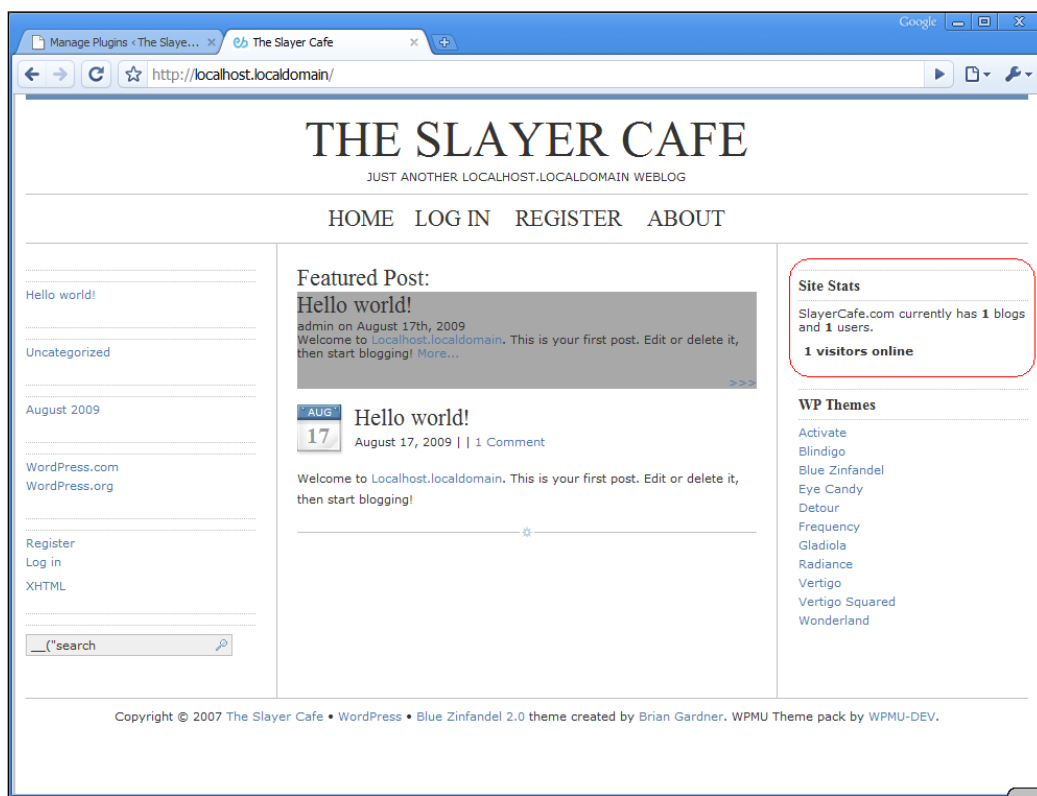 Google
Manage Plugins ‹ The Slaye...
The Slayer Cafe
http://localhost.localdomain/
THE SLAYER CAFE
JUST ANOTHER LOCALHOST.LOCALDOMAIN WEBLOG
HOME LOG IN REGISTER ABOUT
Hello world!
Uncategorized
August 2009
WordPress.com
WordPress.org
Register
Log in
XHTML
__("search
Featured Post:
Hello world!
admin on August 17th, 2009
Welcome to Localhost.localdomain. This is your first post. Edit or delete it,
then start blogging! More...
>>>
AUG
17
Hello world!
August 17, 2009 | | 1 Comment
Welcome to Localhost.localdomain. This is your first post. Edit or delete it,
then start blogging!
Site Stats
SlayerCafe.com currently has 1 blogs
and 1 users.
1 visitors online
WP Themes
Activate
Blindigo
Blue Zinfandel
Eye Candy
Detour
Frequency
Gladiola
Radiance
Vertigo
Vertigo Squared
Wonderland
Copyright © 2007 The Slayer Cafe • WordPress • Blue Zinfandel 2.0 theme created by Brian Gardner. WPMU Theme pack by WPMU-DEV.